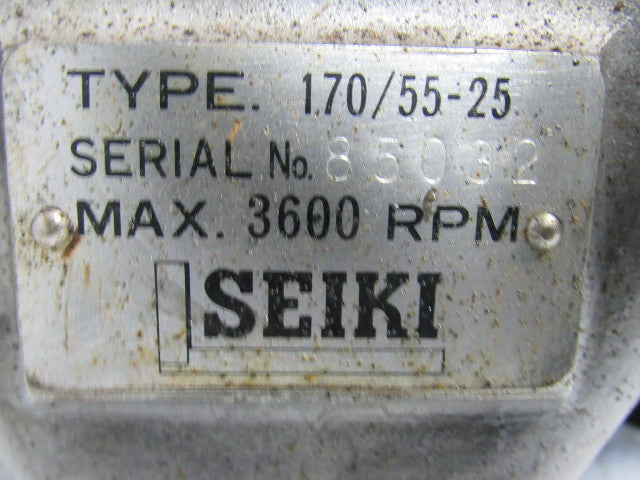 TYPE. 170/55-25
SERIAL No. 85032
MAX. 3600 RPM
SEIKI